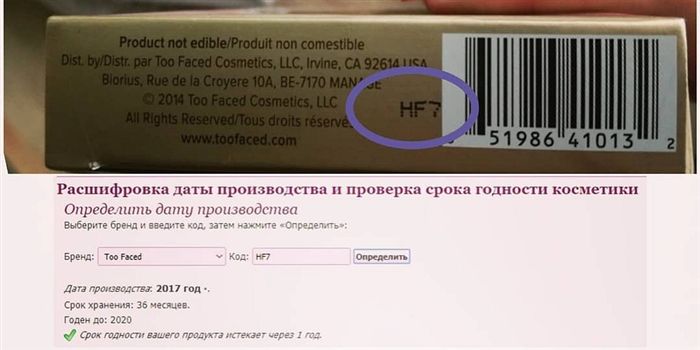 Product not edible/Produit non comestible
Dist. by/Distr. par Too Faced Cosmetics, LLC, Irvine, CA 92614 USA
Biorius, Rue de la Croyere 10A, BE-7170 MANAGE
© 2014 Too Faced Cosmetics, LLC
HF7
All Rights Reserved/Tous droits réservés
www.toofaced.com
51986 41013 2
Расшифровка даты производства и проверка срока годности косметики
Определить дату производства
Выберите бренд и введите код, затем нажмите «Определить»:
Бренд: Too Faced Код: HF7 Определить
Дата производства: 2017 год -.
Срок хранения: 36 месяцев.
Годен до: 2020
Срок годности вашего продукта истекает через 1 год.